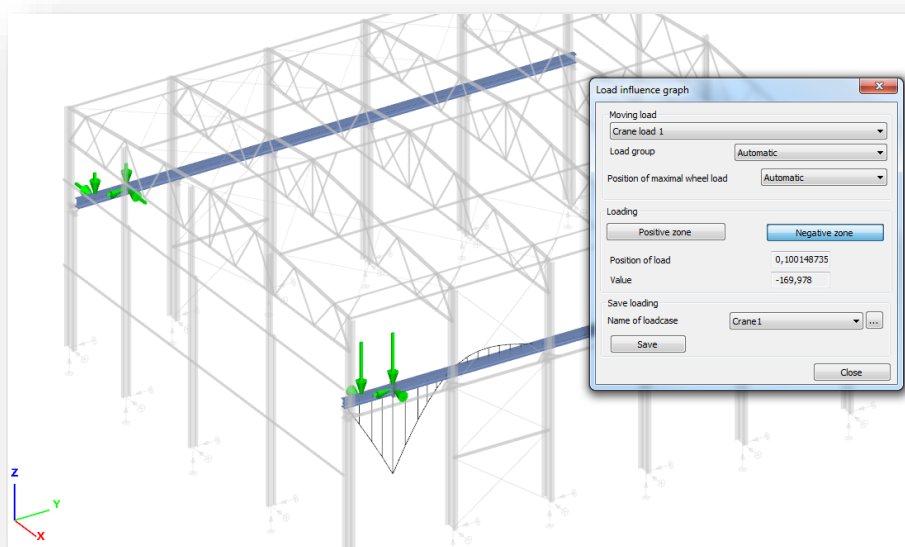 Load influence graph
Moving load
Crane load 1
Load group
Automatic
Position of maximal wheel load
Automatic
Loading
Positive zone
Negative zone
Position of load
0,100148735
Value
-169,978
Save loading
Name of loadcase
Crane1
...
Save
Close
Z
Y
X